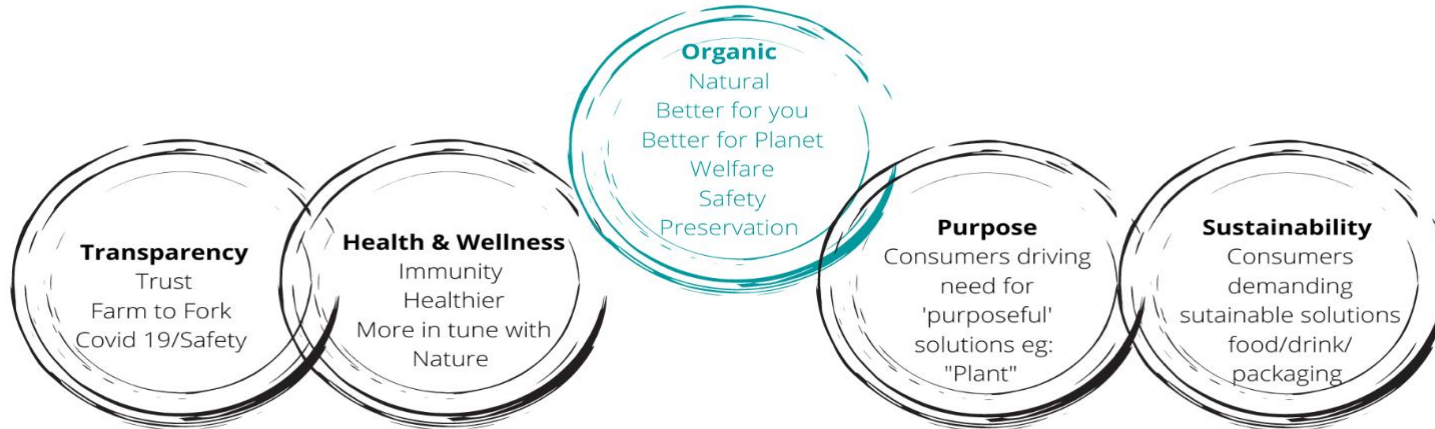 Transparency
Trust
Farm to Fork
Covid 19/Safety
Health & Wellness
Immunity
Healthier
More in tune with
Nature
Organic
Natural
Better for you
Better for Planet
Welfare
Safety
Preservation
Purpose
Consumers driving
need for
'purposeful'
solutions eg:
"Plant"
Sustainability
Consumers
demanding
sutainable solutions
food/drink/
packaging